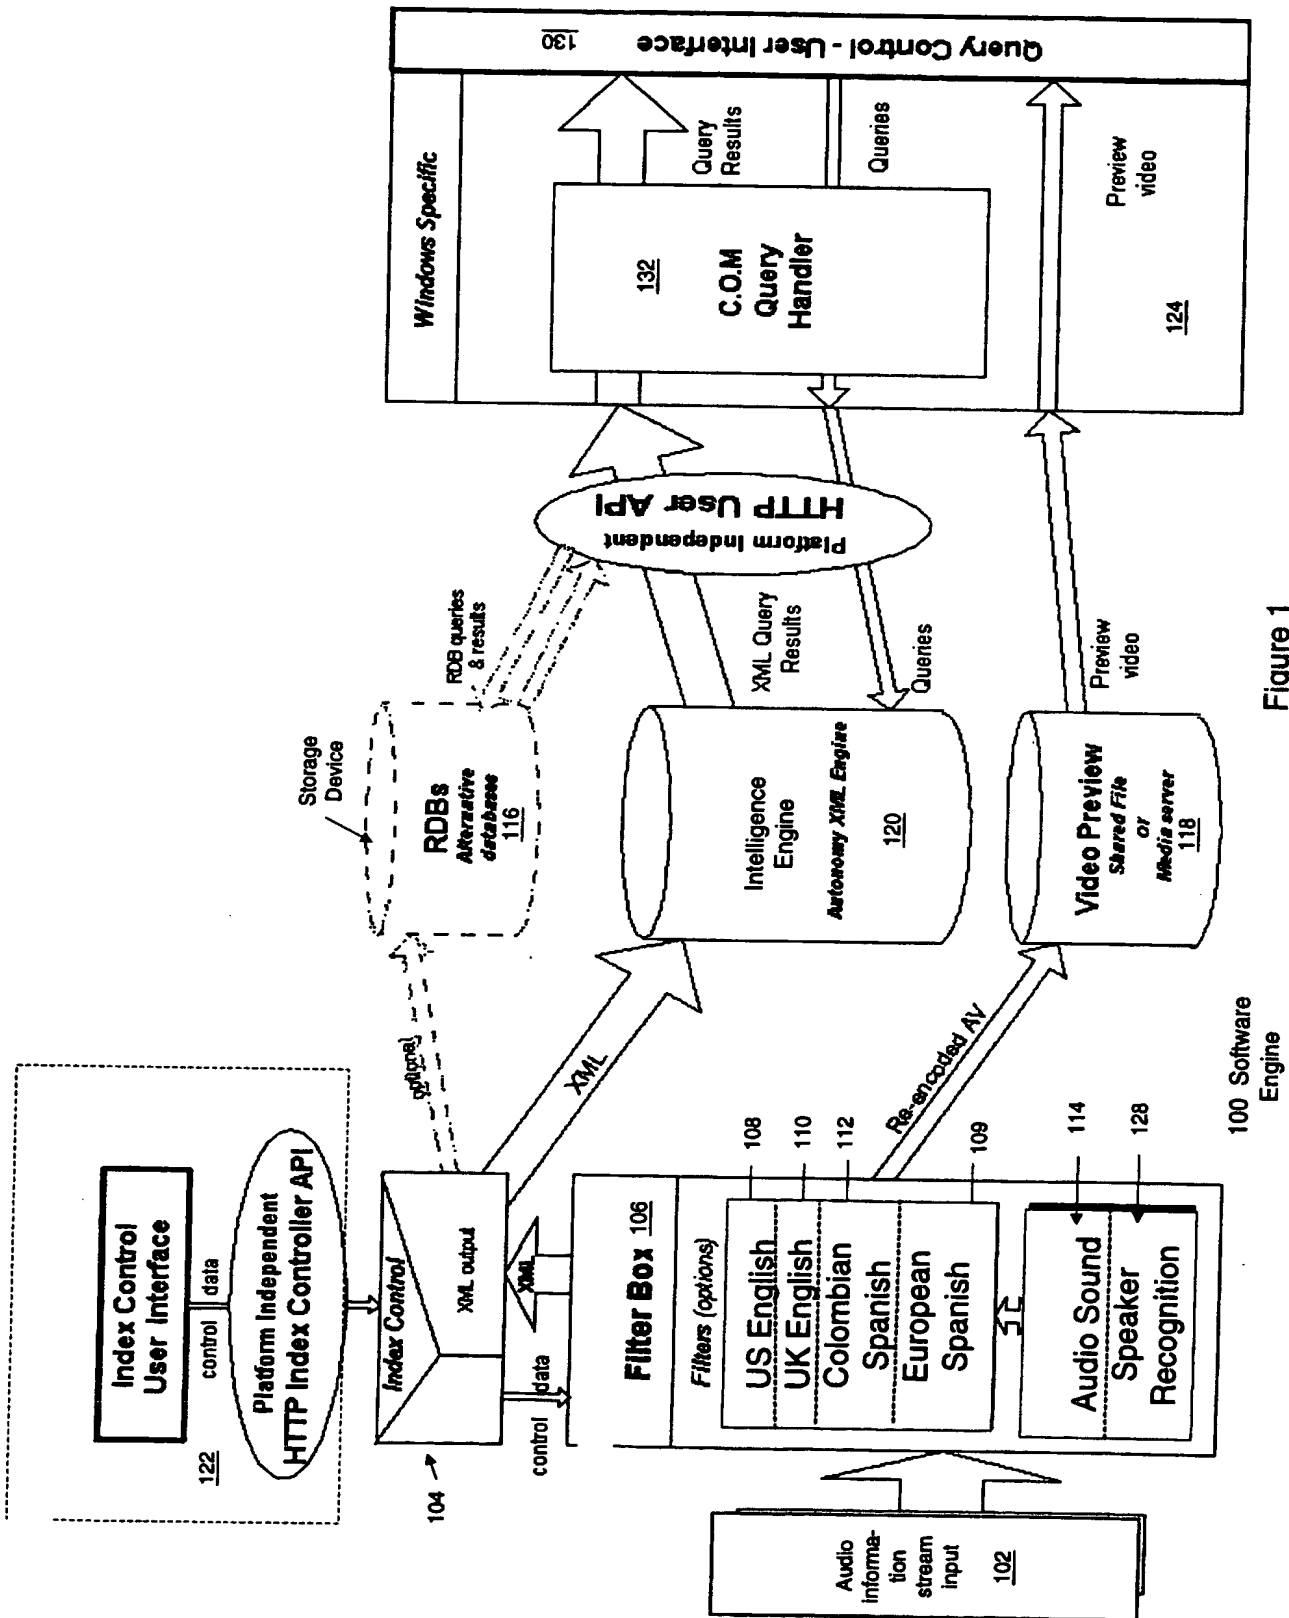 Index Control
User Interface
control
data
Platform Independent
HTTP Index Controller API
122
104
Index Control
XML output
control
data
XML
optional
XML
Storage
Device
RDBs
Alternative
databases
116
RDB queries
& results
Filter Box 106
Filters (options)
US English
UK English
Colombian
Spanish
European
Spanish
108
110
112
109
Audio Sound
Speaker
Recognition
114
128
Audio
informa-
tion
stream
input
102
Re-encoded AV
Intelligence
Engine
Autonomy XML Engine
120
XML Query
Results
Queries
Video Preview
Shared File
or
Media server
118
Preview
video
Platform Independent
HTTP User API
Windows Specific
132
C.O.M
Query
Handler
Query
Results
Queries
Preview
video
124
Query Control - User Interface
130
100 Software
Engine
Figure 1